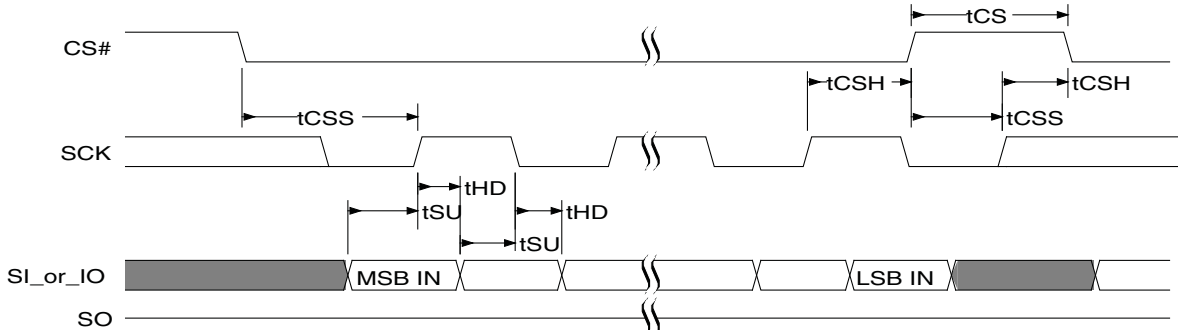 tCS
CS#
tCSH
tCSH
tCSS
tCSS
SCK
tHD
tSU
tHD
tSU
SI_or_IO
MSB IN
LSB IN
SO